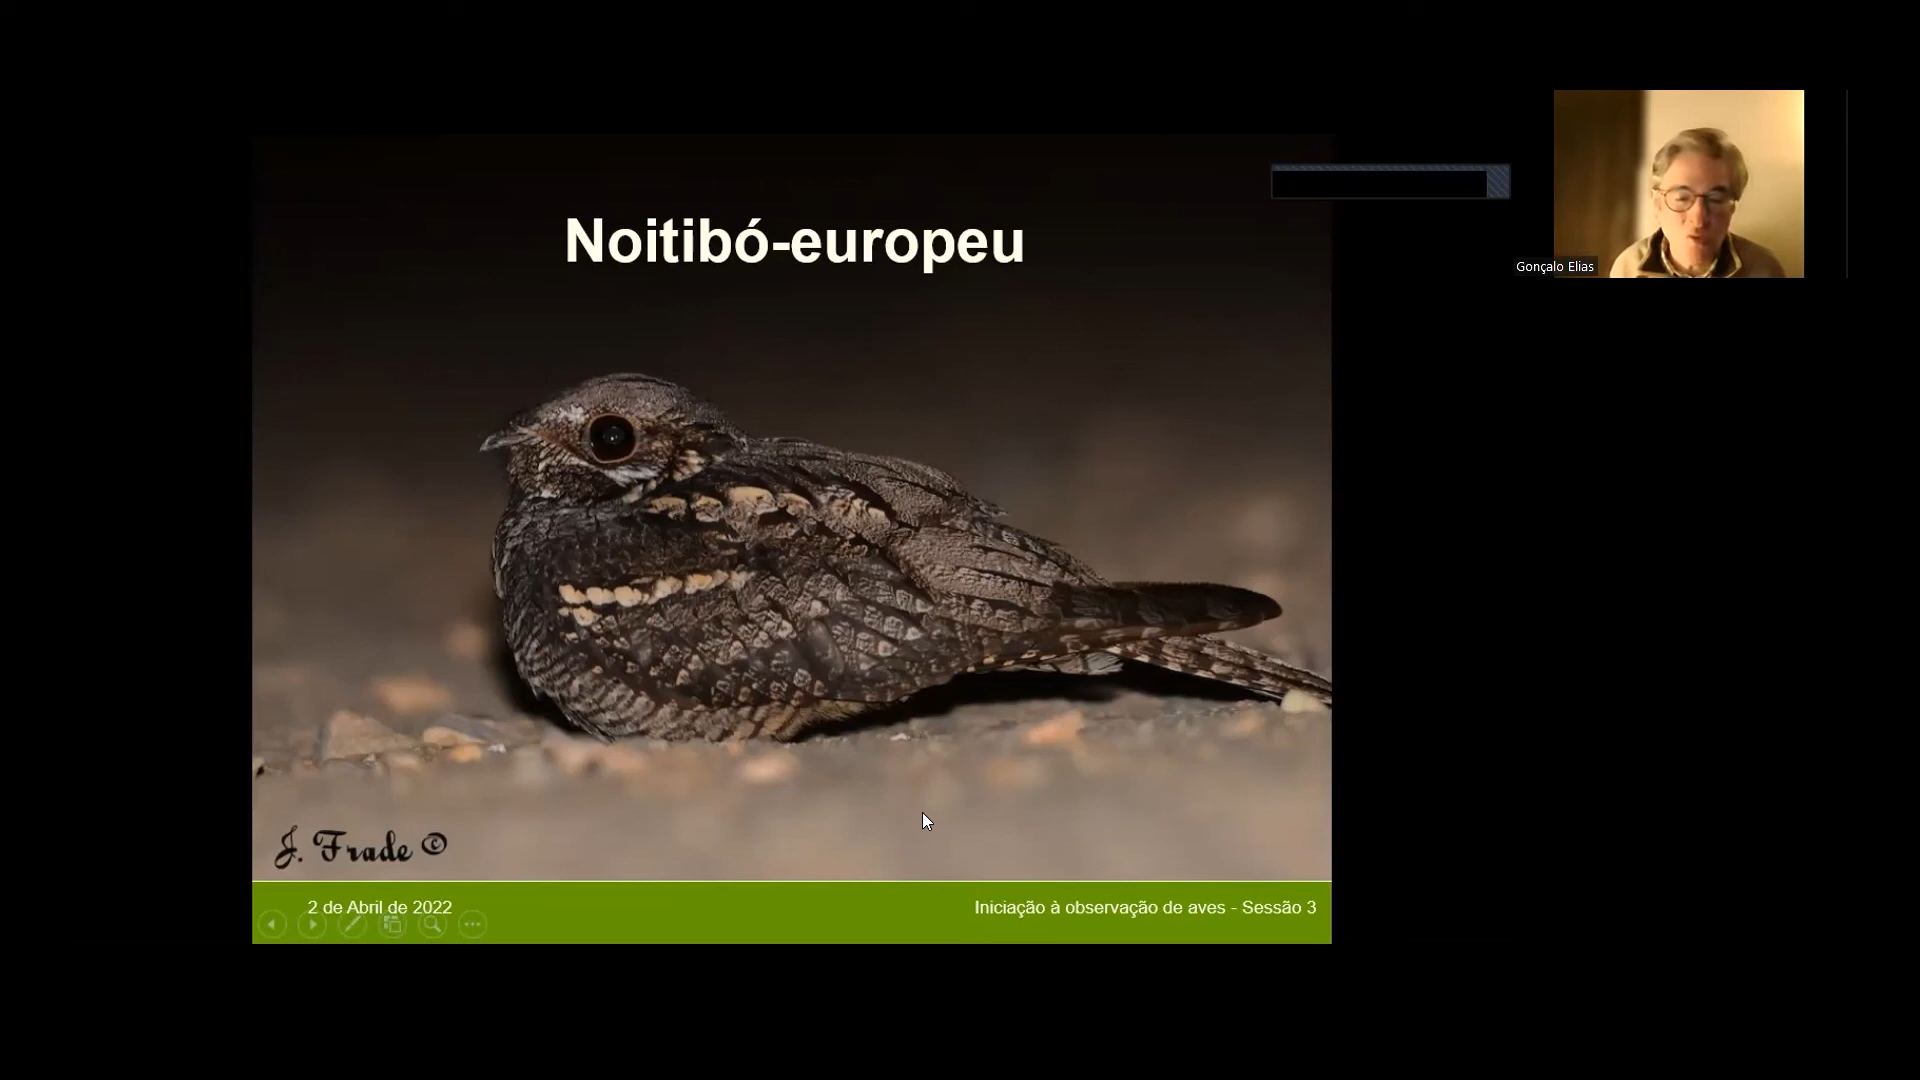 Noitibó-europeu
Gonçalo Elias
J. Frade ©
2 de Abril de 2022
Iniciação à observação de aves - Sessão 3